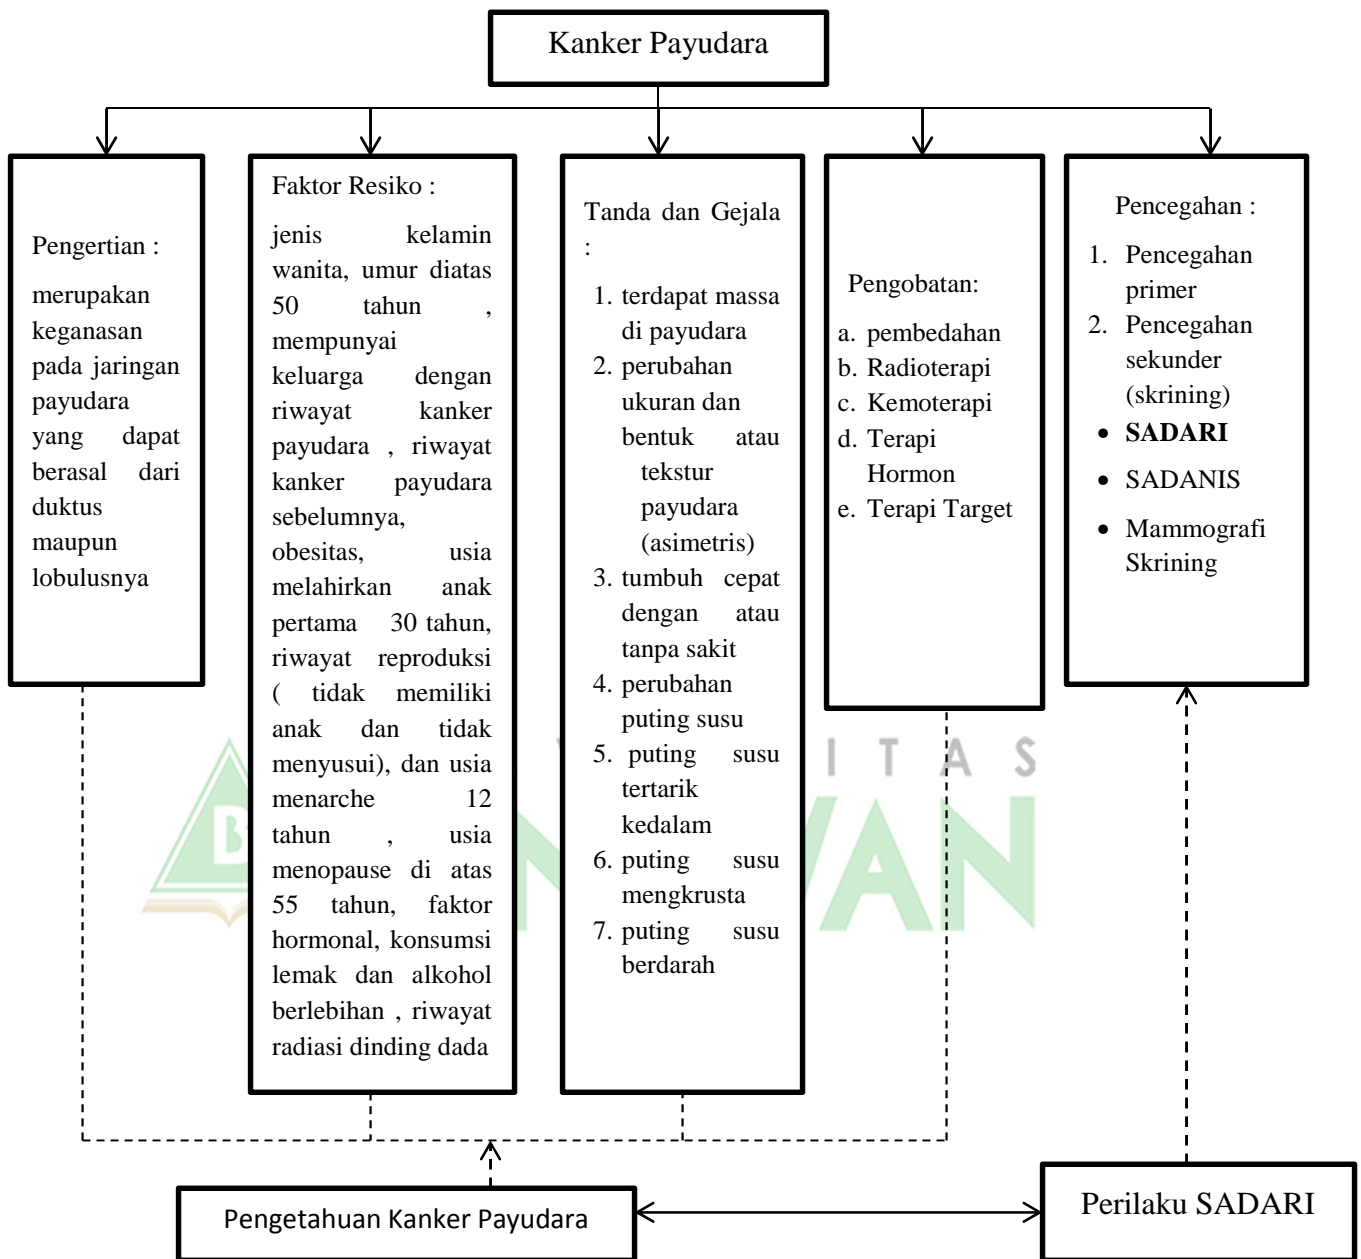 Kanker Payudara
Pengertian :
merupakan
keganasan
pada jaringan
payudara
yang dapat
berasal dari
duktus
maupun
lobulusnya
Faktor Resiko :
jenis kelamin
wanita, umur diatas
50 tahun ,
mempunyai
keluarga dengan
riwayat kanker
payudara , riwayat
kanker payudara
sebelumnya,
obesitas, usia
melahirkan anak
pertama 30 tahun,
riwayat reproduksi
( tidak memiliki
anak dan tidak
menyusui), dan usia
menarche 12
tahun , usia
menopause di atas
55 tahun, faktor
hormonal, konsumsi
lemak dan alkohol
berlebihan , riwayat
radiasi dinding dada
Tanda dan Gejala
:
1. terdapat massa
di payudara
2. perubahan
ukuran dan
bentuk atau
tekstur
payudara
(asimetris)
3. tumbuh cepat
dengan atau
tanpa sakit
4. perubahan
puting susu
5. puting susu
tertarik
kedalam
6. puting susu
mengkrusta
7. puting susu
berdarah
Pengobatan:
a. pembedahan
b. Radioterapi
c. Kemoterapi
d. Terapi
Hormon
e. Terapi Target
Pencegahan :
1. Pencegahan
primer
2. Pencegahan
sekunder
(skrining)
• SADARI
• SADANIS
• Mammografi
Skrining
Pengetahuan Kanker Payudara
Perilaku SADARI